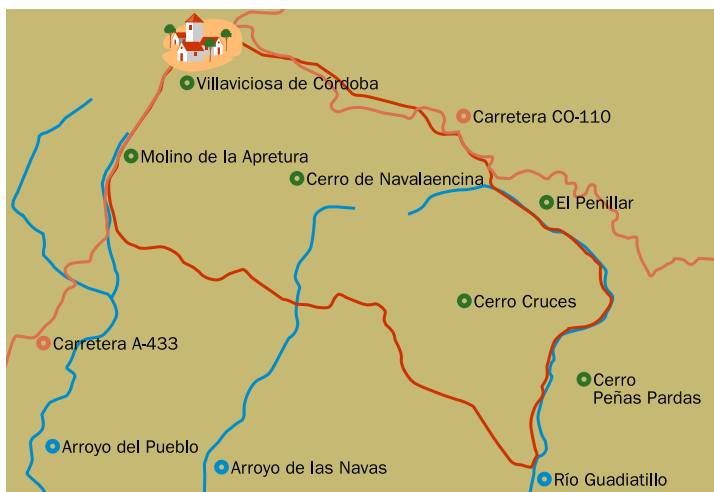 Villaviciosa de Córdoba
Carretera CO-110
Molino de la Apretura
Cerro de Navalaencina
El Penillar
Cerro Cruces
Carretera A-433
Cerro
Peñas Pardas
Arroyo del Pueblo
Arroyo de las Navas
Río Guadiatillo